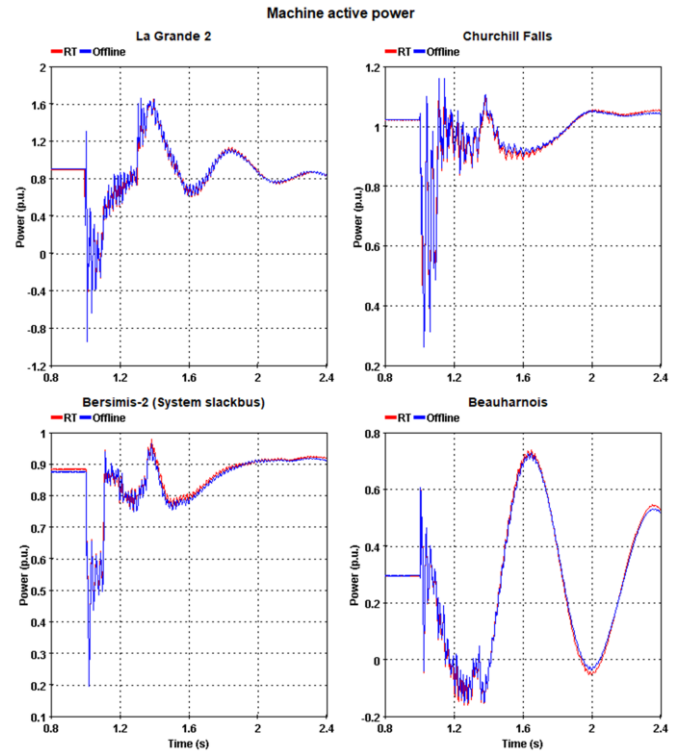 Machine active power
La Grande 2
RT Offline
Power (p.u.)
2
1.6
1.2
0.8
0.4
0
-0.4
-0.8
-1.2
0.8 1.2 1.6 2 2.4
Churchill Falls
RT Offline
Power (p.u.)
1.2
1
0.8
0.6
0.4
0.2
0.8 1.2 1.6 2 2.4
Bersimis-2 (System slackbus)
RT Offline
Power (p.u.)
1
0.9
0.8
0.7
0.6
0.5
0.4
0.3
0.2
0.1
0.8 1.2 1.6 2 2.4
Time (s)
Beauharnois
RT Offline
Power (p.u.)
0.8
0.6
0.4
0.2
0
-0.2
0.8 1.2 1.6 2 2.4
Time (s)